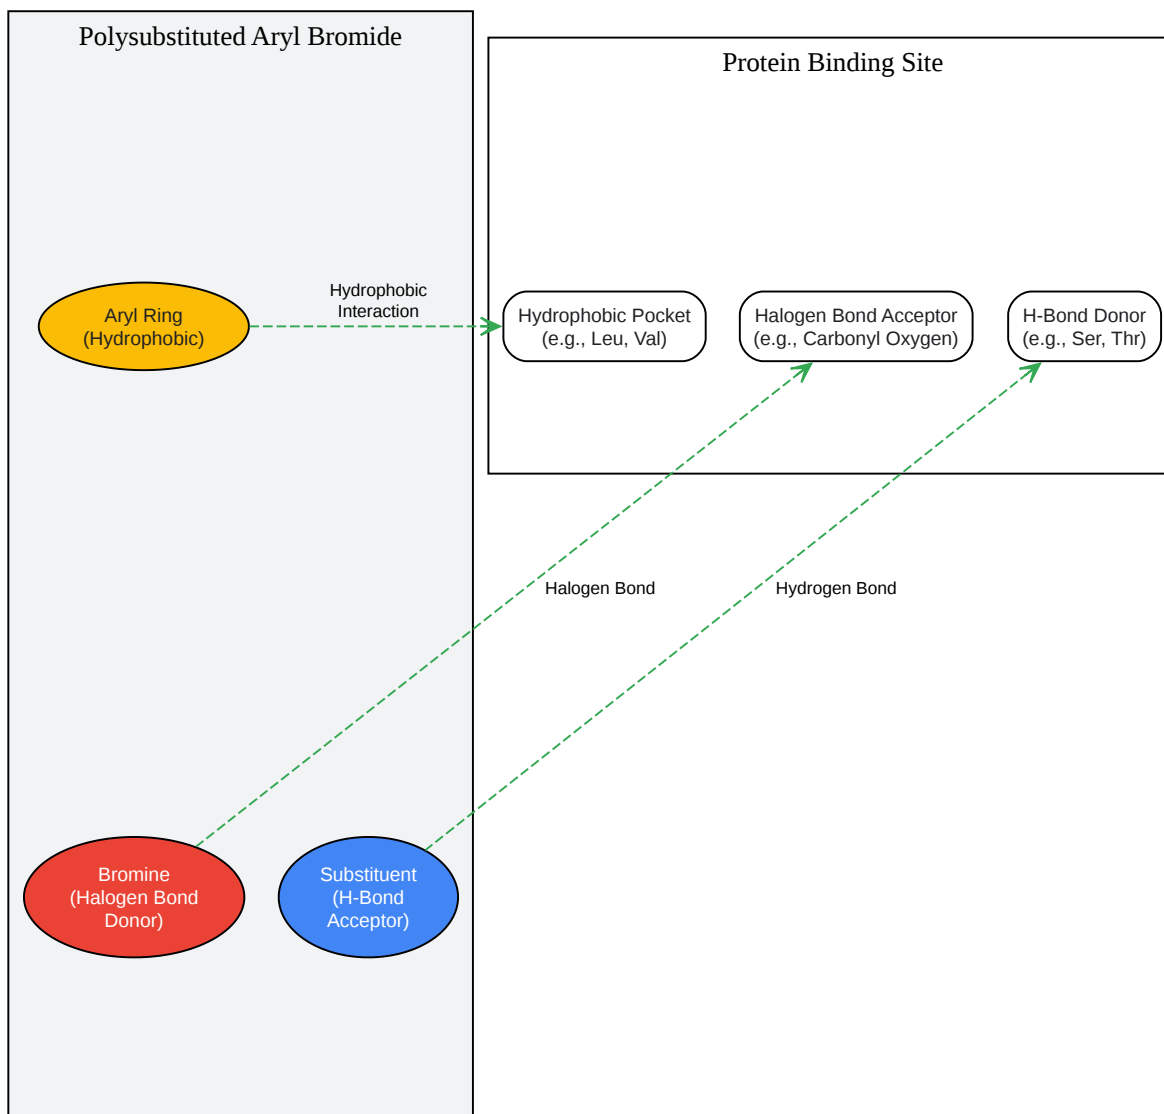 Polysubstituted Aryl Bromide
Protein Binding Site
Aryl Ring
(Hydrophobic)
Hydrophobic
Interaction
Hydrophobic Pocket
(e.g., Leu, Val)
Halogen Bond Acceptor
(e.g., Carbonyl Oxygen)
H-Bond Donor
(e.g., Ser, Thr)
Halogen Bond
Hydrogen Bond
Bromine
(Halogen Bond
Donor)
Substituent
(H-Bond
Acceptor)